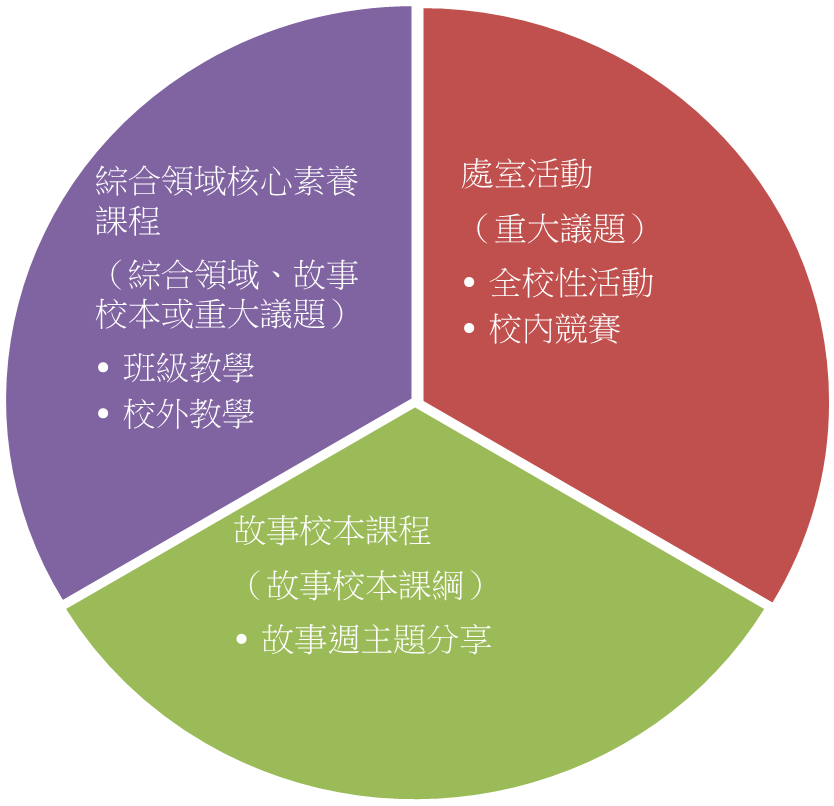 綜合領域核心素養
課程
（綜合領域、故事
校本或重大議題）
• 班級教學
• 校外教學
處室活動
（重大議題）
• 全校性活動
• 校內競賽
故事校本課程
（故事校本課綱）
• 故事週主題分享